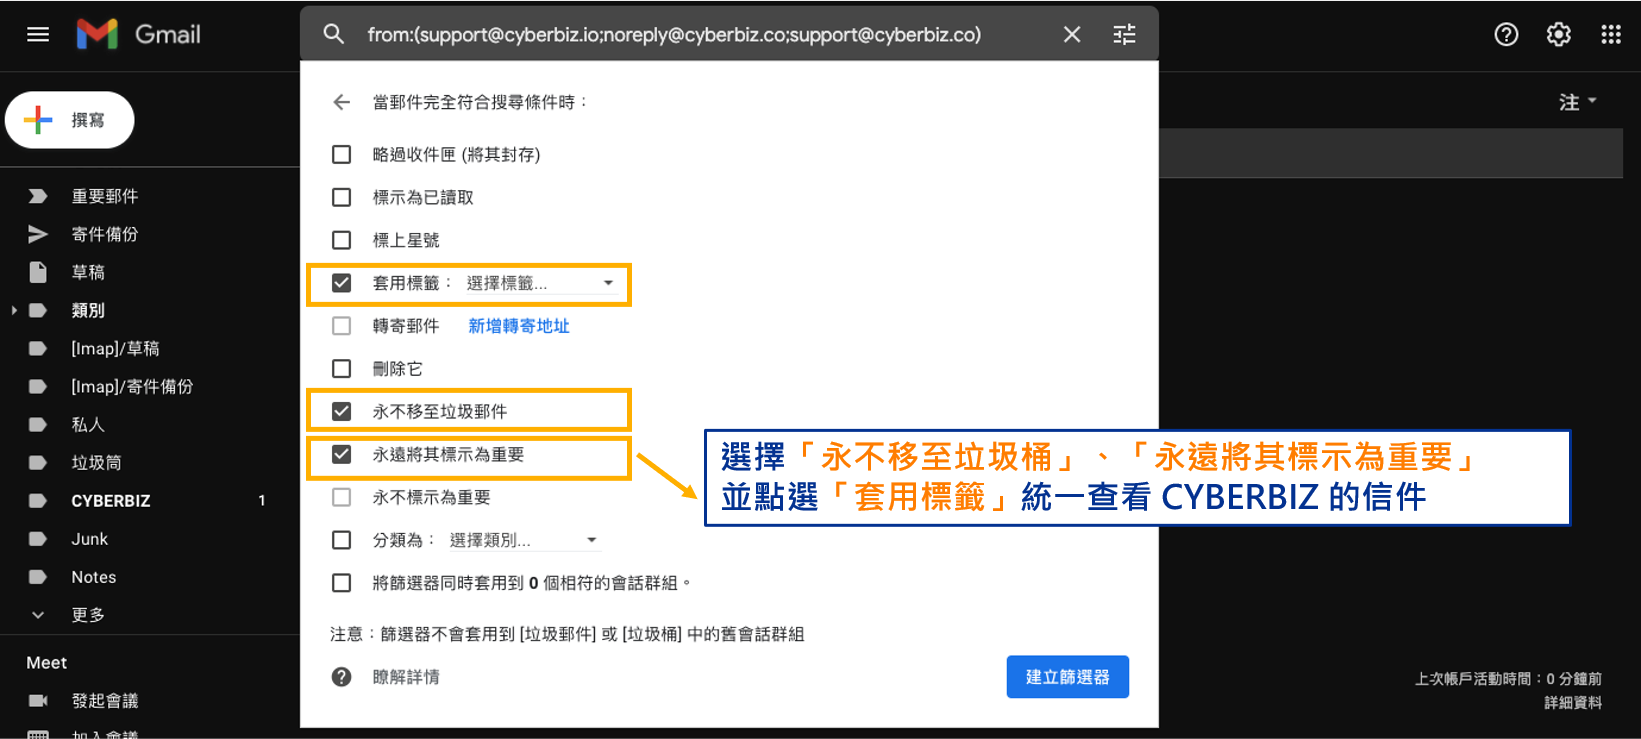 Gmail
from:(support@cyberbiz.io;noreply@cyberbiz.co;support@cyberbiz.co)
注
撰寫
重要郵件
寄件備份
草稿
類別
[Imap]/草稿
[Imap]/寄件備份
私人
垃圾筒
CYBERBIZ 1
Junk
Notes
更多
Meet
發起會議
加入會議
當郵件完全符合搜尋條件時：
略過收件匣 (將其封存)
標示為已讀取
標上星號
套用標籤： 選擇標籤...
轉寄郵件 新增轉寄地址
刪除它
永不移至垃圾郵件
永遠將其標示為重要
永不標示為重要
分類為： 選擇類別...
將篩選器同時套用到 0 個相符的會話群組。
注意：篩選器不會套用到 [垃圾郵件] 或 [垃圾桶] 中的舊會話群組
瞭解詳情
建立篩選器
選擇「永不移至垃圾桶」、「永遠將其標示為重要」
並點選「套用標籤」統一查看 CYBERBIZ 的信件
上次帳戶活動時間：0 分鐘前
詳細資料